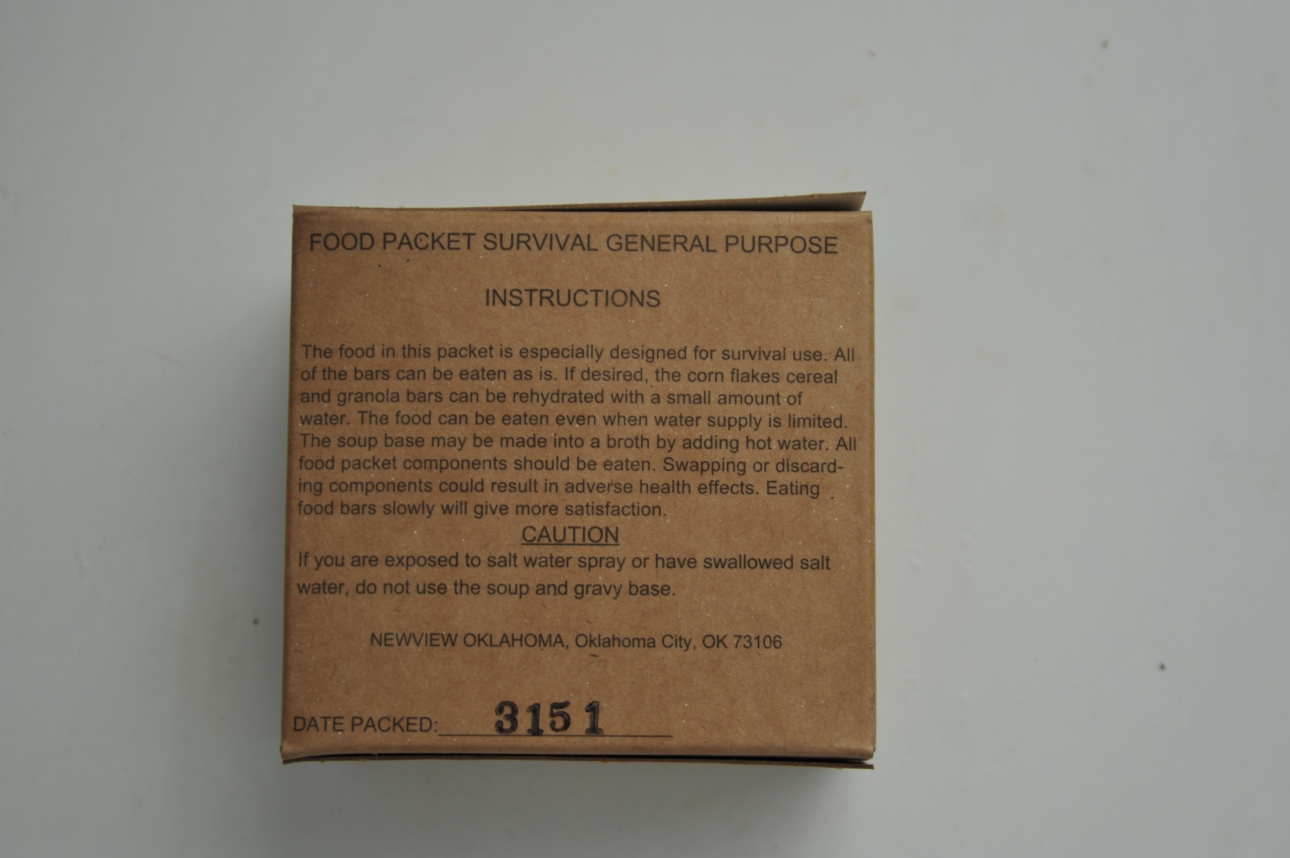 FOOD PACKET SURVIVAL GENERAL PURPOSE
INSTRUCTIONS
The food in this packet is especially designed for survival use. All
of the bars can be eaten as is. If desired, the corn flakes cereal
and granola bars can be rehydrated with a small amount of
water. The food can be eaten even when water supply is limited.
The soup base may be made into a broth by adding hot water. All
food packet components should be eaten. Swapping or discard-
ing components could result in adverse health effects. Eating
food bars slowly will give more satisfaction.
CAUTION
If you are exposed to salt water spray or have swallowed salt
water, do not use the soup and gravy base.
NEWVIEW OKLAHOMA, Oklahoma City, OK 73106
DATE PACKED: 3151